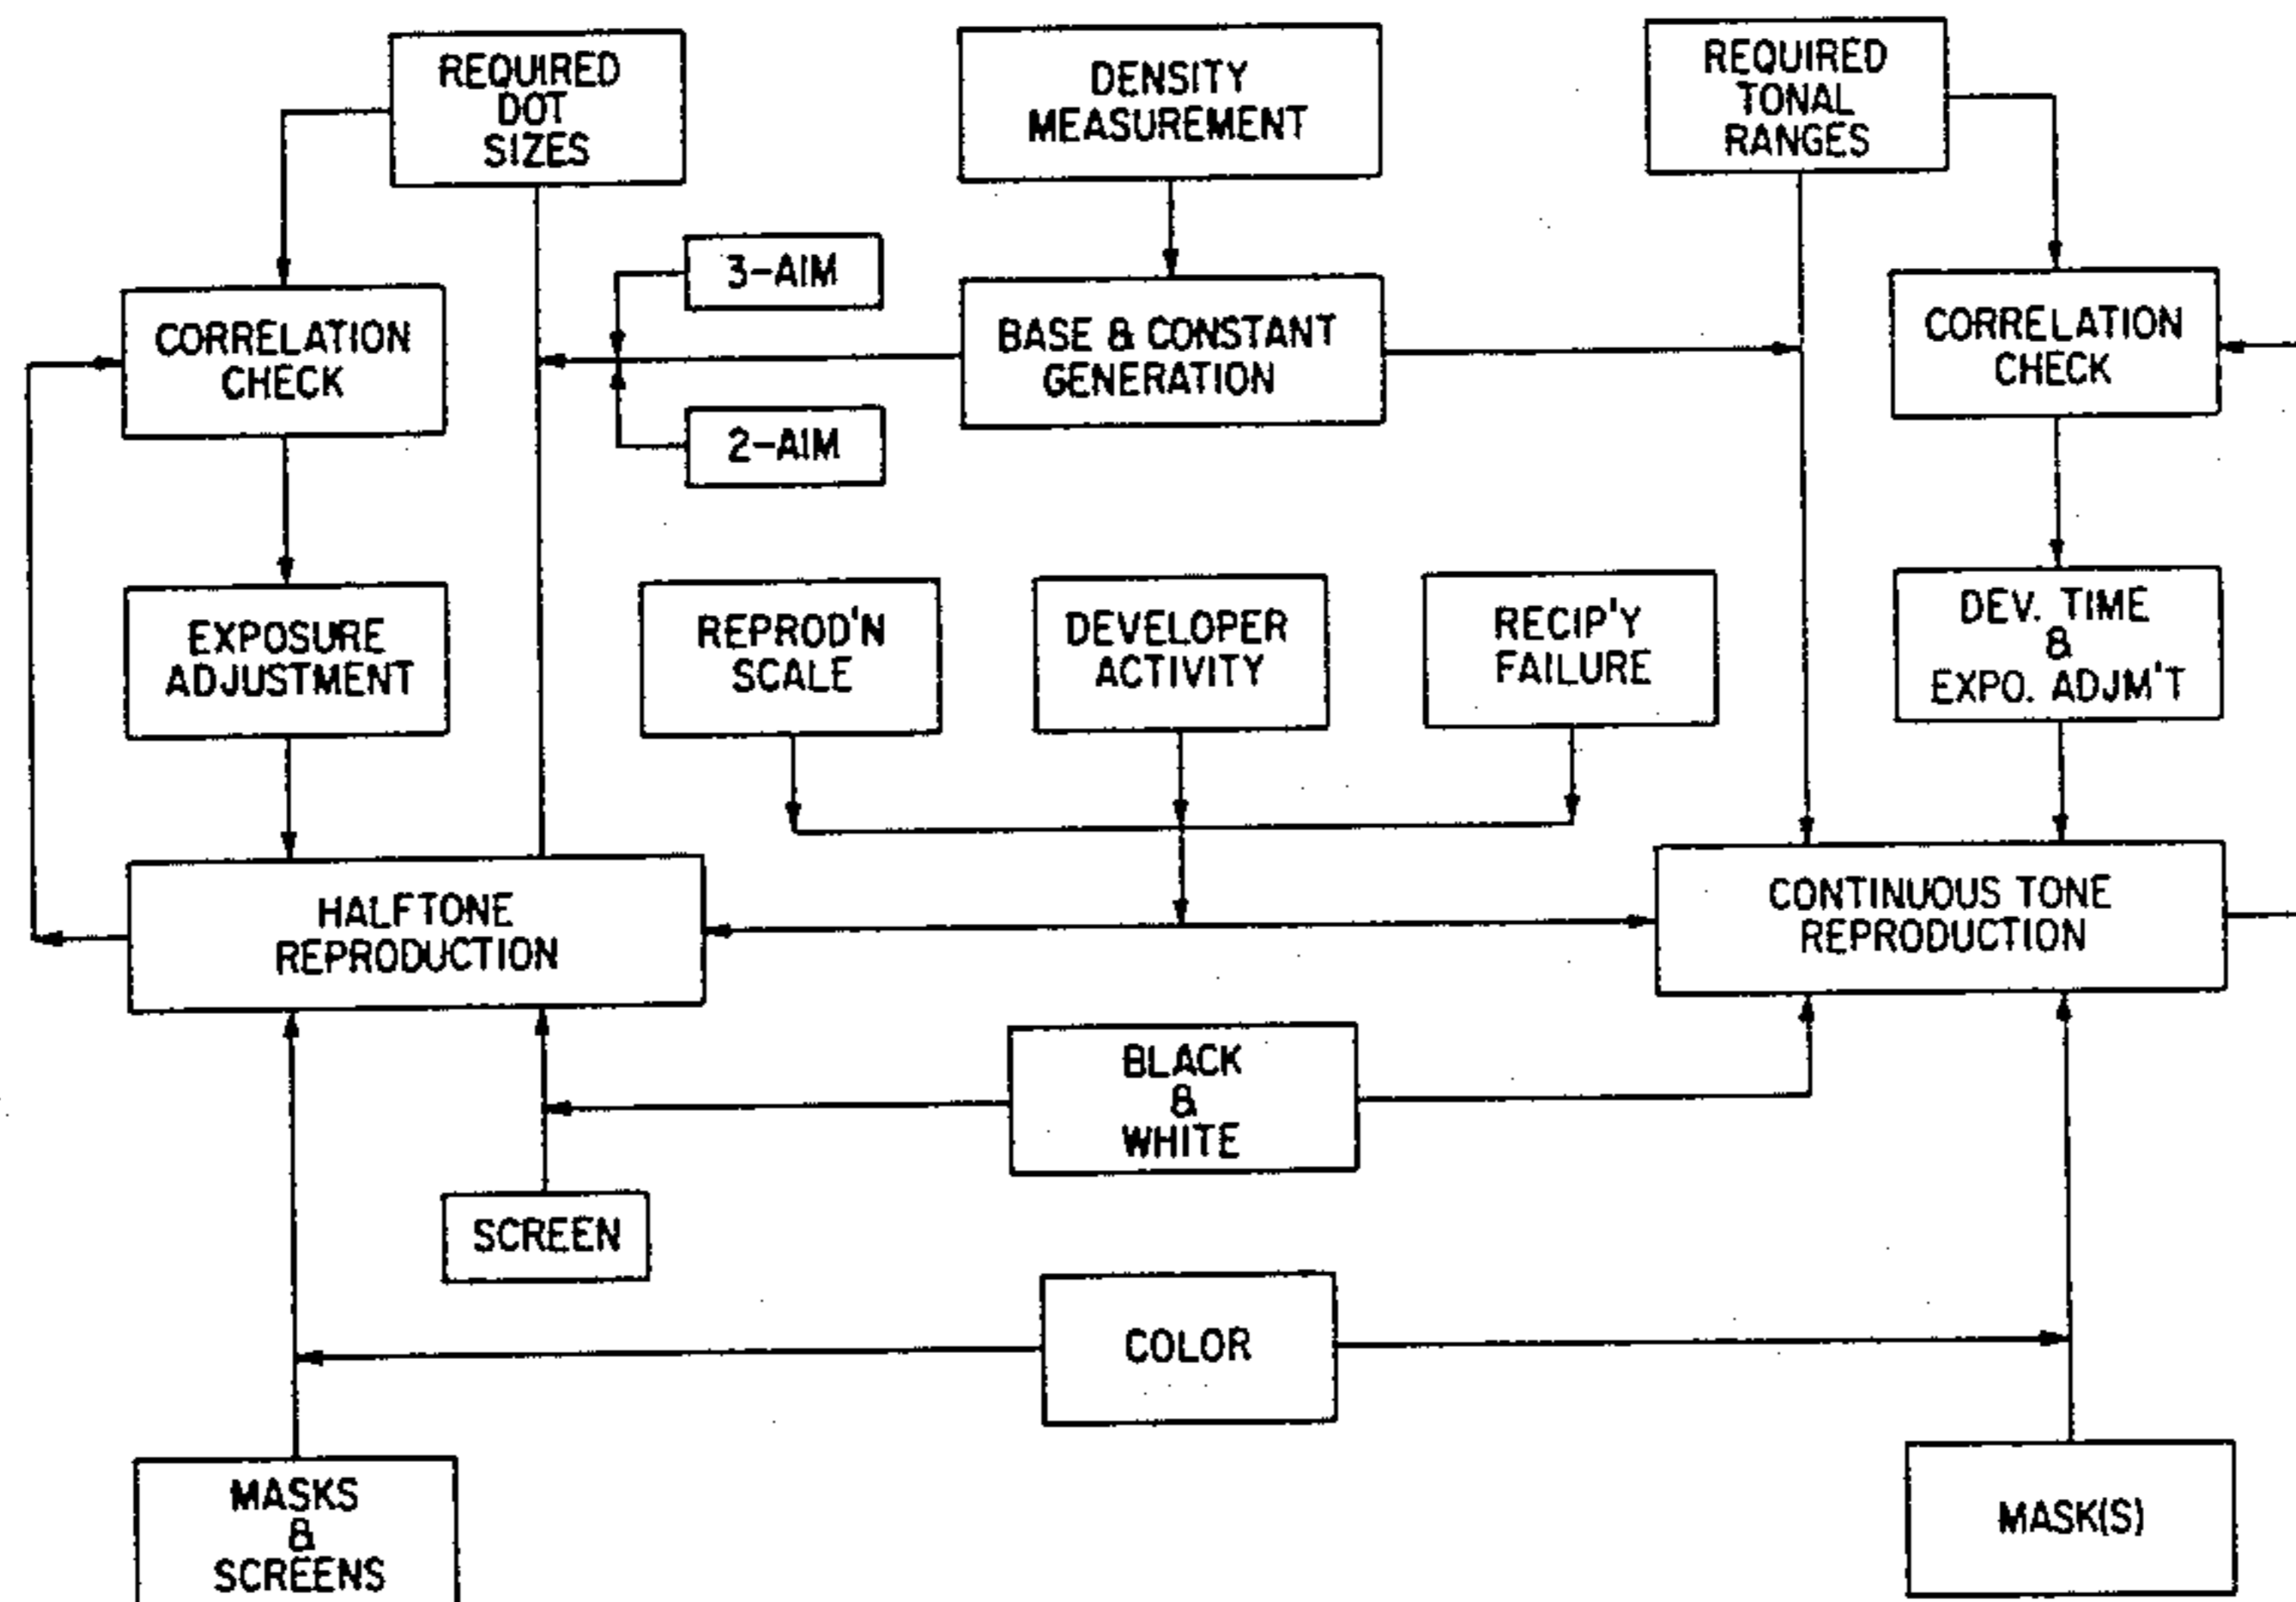 REQUIRED
DOT
SIZES
DENSITY
MEASUREMENT
REQUIRED
TONAL
RANGES
3-AIM
CORRELATION
CHECK
BASE & CONSTANT
GENERATION
CORRELATION
CHECK
2-AIM
EXPOSURE
ADJUSTMENT
REPROD'N
SCALE
DEVELOPER
ACTIVITY
RECIP'Y
FAILURE
DEV. TIME
&
EXPO. ADJM'T
HALFTONE
REPRODUCTION
CONTINUOUS TONE
REPRODUCTION
BLACK
&
WHITE
SCREEN
COLOR
MASKS
&
SCREENS
MASK(S)